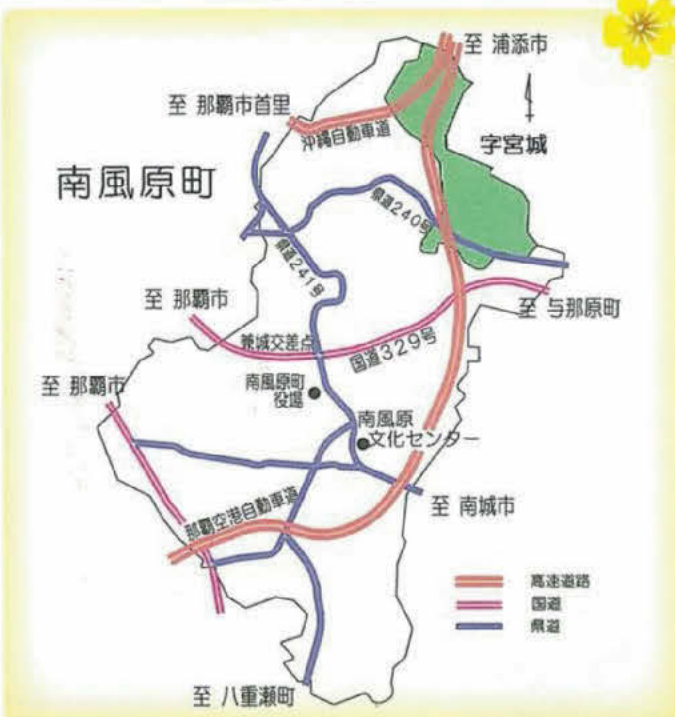 至 浦添市
至 那覇市首里
沖縄自動車道
字宮城
南風原町
県道240号
県道241号
至 那覇市
至 与那原町
兼城交差点
国道329号
至 那覇市
南風原町
役場
南風原
文化センター
那覇空港自動車道
至 南城市
高速道路
国道
県道
至 八重瀬町